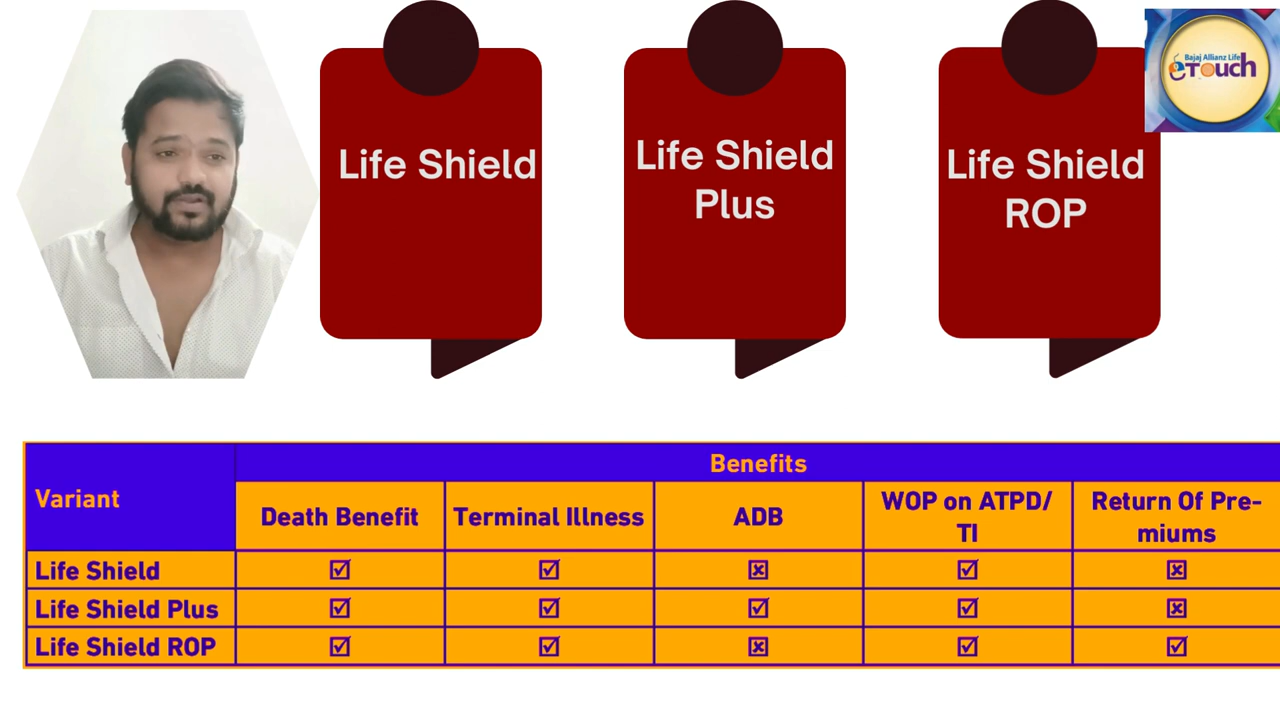 Life Shield
Life Shield
Plus
Life Shield
ROP
Bajaj Allianz Life
eTouch
Variant
Benefits
Death Benefit
Terminal Illness
ADB
WOP on ATPD/
TI
Return Of Pre-
miums
Life Shield
Life Shield Plus
Life Shield ROP